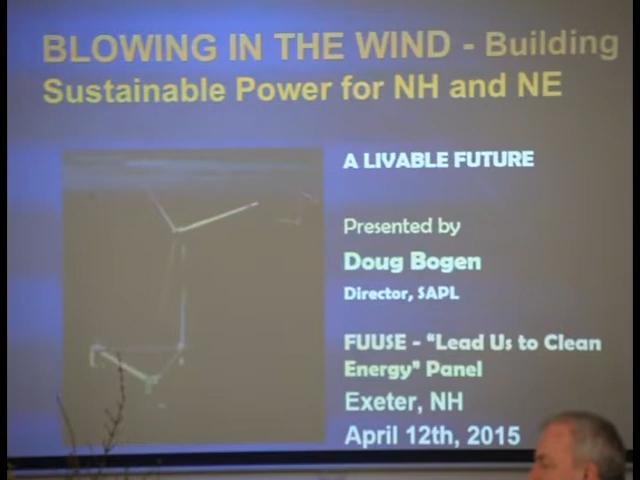 BLOWING IN THE WIND - Building
Sustainable Power for NH and NE
A LIVABLE FUTURE
Presented by
Doug Bogen
Director, SAPL
FUUSE - "Lead Us to Clean
Energy" Panel
Exeter, NH
April 12th, 2015